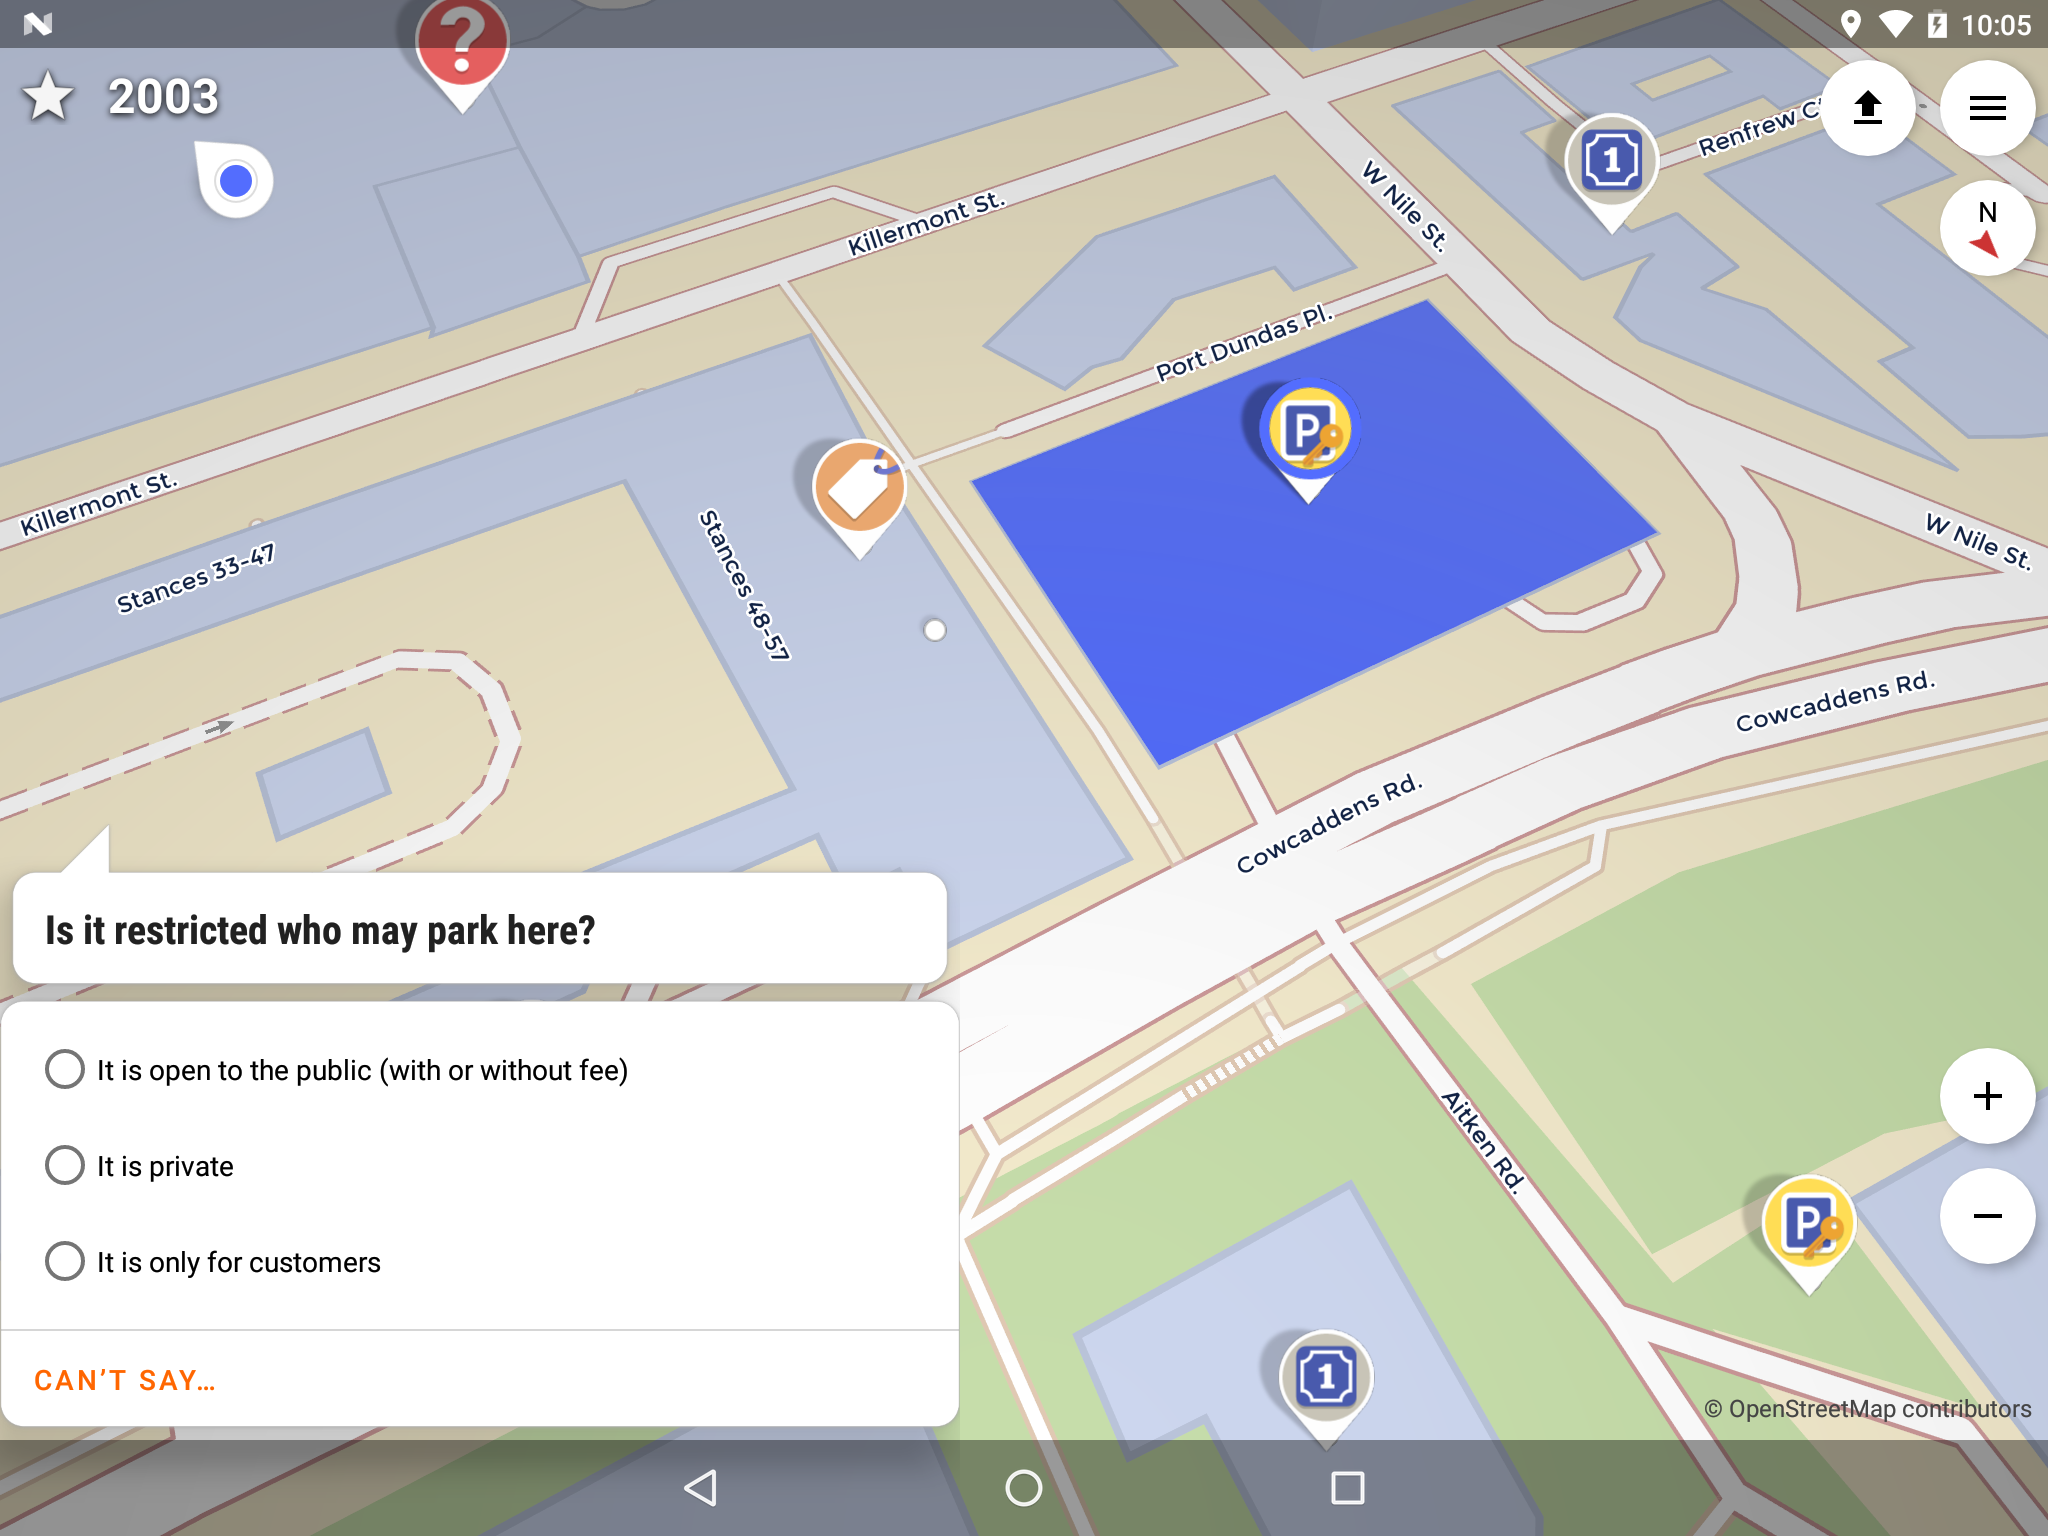 10:05
2003
?
1
Renfrew C
N
W Nile St.
Killermont St.
Port Dundas Pl.
P
Killermont St.
Stances 33-47
Stances 48-57
W Nile St.
Cowcaddens Rd.
Cowcaddens Rd.
Is it restricted who may park here?
It is open to the public (with or without fee)
It is private
It is only for customers
CAN'T SAY...
Aitken Rd.
P
1
© OpenStreetMap contributors